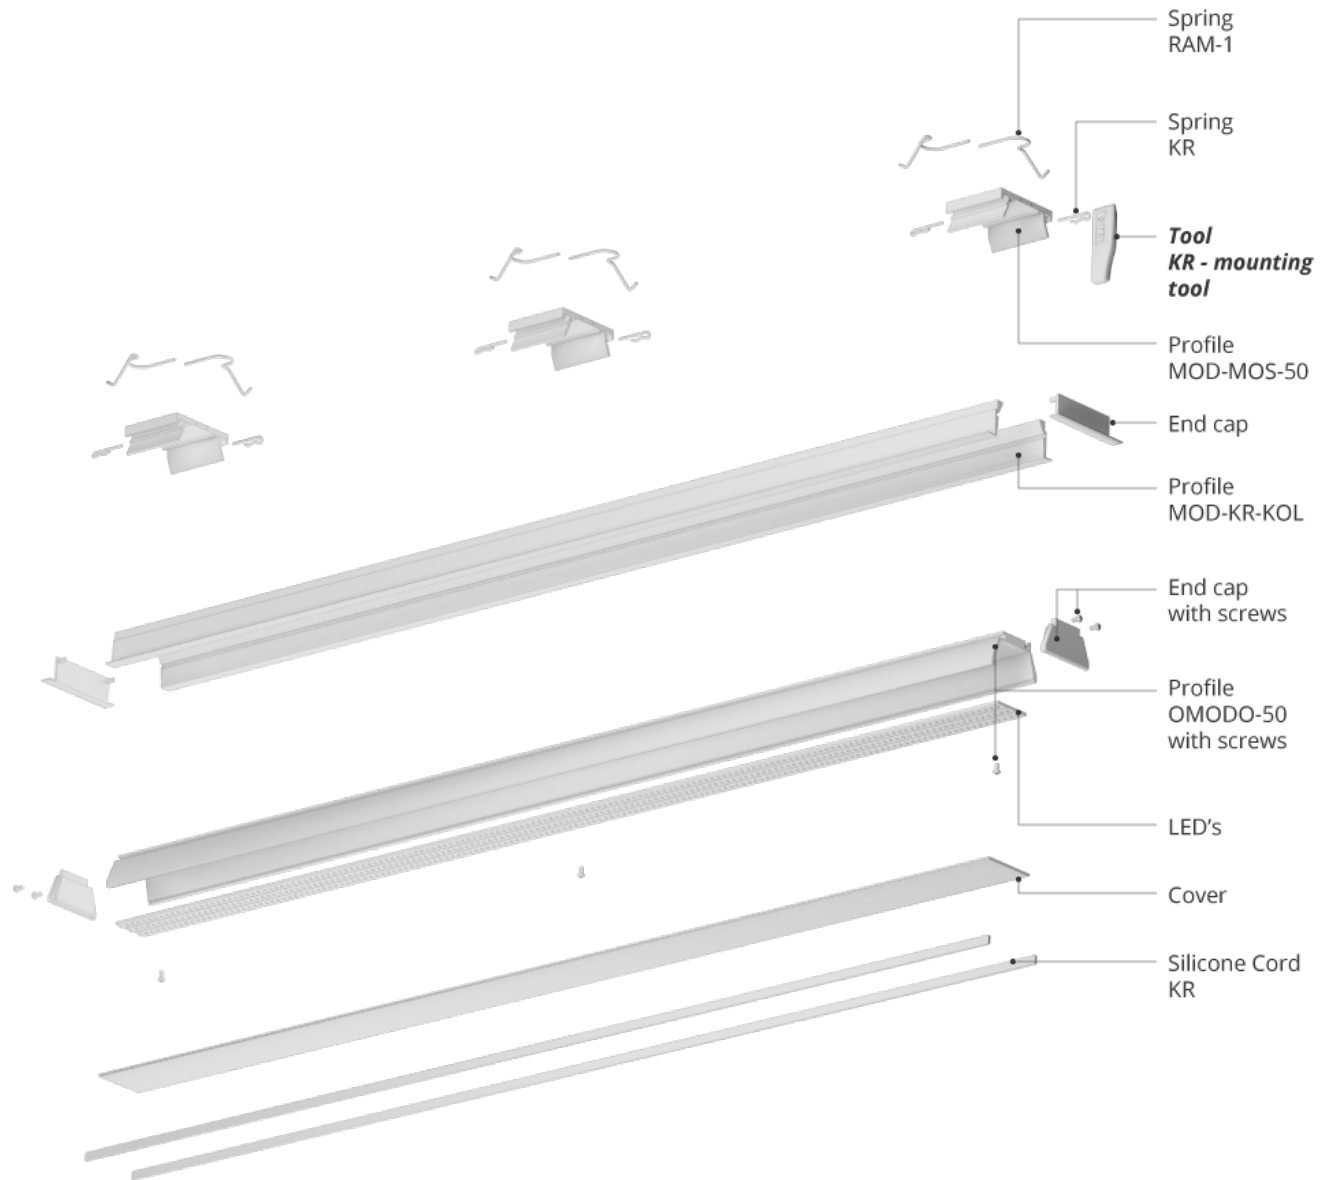 Spring
RAM-1
Spring
KR
Tool
KR - mounting
tool
Profile
MOD-MOS-50
End cap
Profile
MOD-KR-KOL
End cap
with screws
Profile
OMODO-50
with screws
LED’s
Cover
Silicone Cord
KR